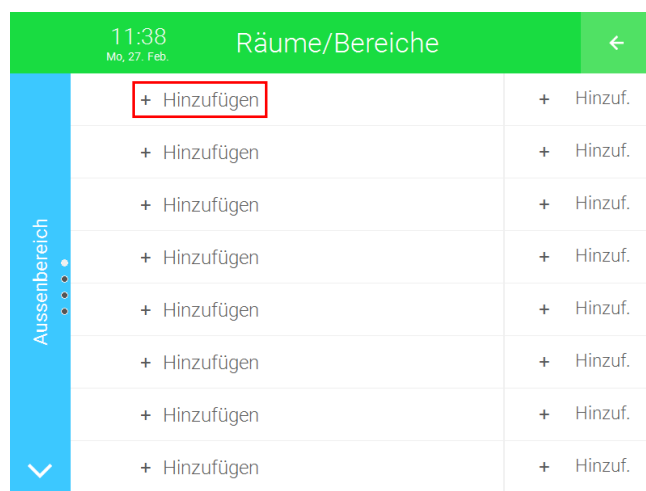 11:38
Mo, 27. Feb.
Räume/Bereiche
Aussenbereich
+ Hinzufügen
+ Hinzuf.
+ Hinzufügen
+ Hinzuf.
+ Hinzufügen
+ Hinzuf.
+ Hinzufügen
+ Hinzuf.
+ Hinzufügen
+ Hinzuf.
+ Hinzufügen
+ Hinzuf.
+ Hinzufügen
+ Hinzuf.
+ Hinzufügen
+ Hinzuf.